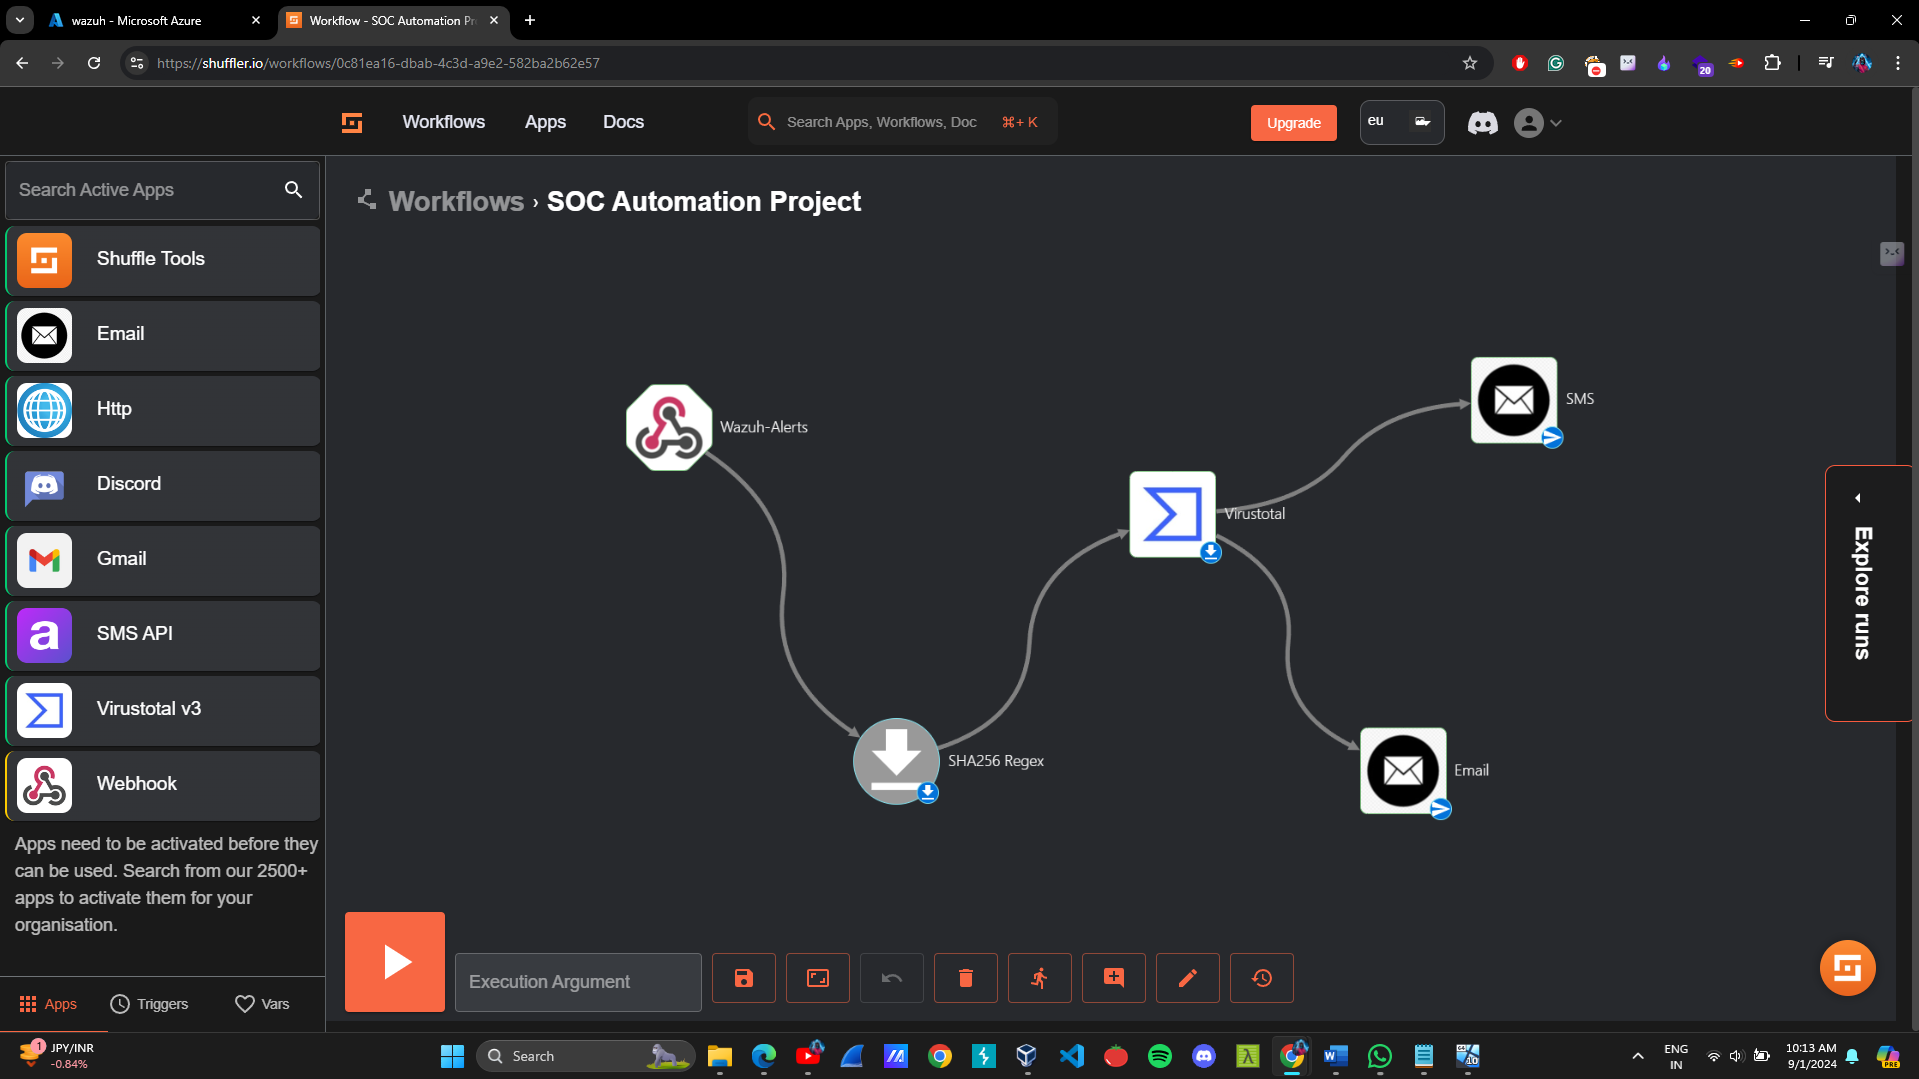 wazuh - Microsoft Azure
Workflow - SOC Automation Pr
https://shuffler.io/workflows/0c81ea16-dbab-4c3d-a9e2-582ba2b62e57
20
Workflows
Apps
Docs
Search Apps, Workflows, Doc
⌘+ K
Upgrade
eu
Search Active Apps
Workflows › SOC Automation Project
Shuffle Tools
Email
Http
Discord
Gmail
SMS API
Virustotal v3
Webhook
Apps need to be activated before they
can be used. Search from our 2500+
apps to activate them for your
organisation.
Wazuh-Alerts
SMS
Virustotal
SHA256 Regex
Email
Explore runs
Execution Argument
Apps
Triggers
Vars
1
JPY/INR
-0.84%
Search
ENG
IN
10:13 AM
9/1/2024
PRE